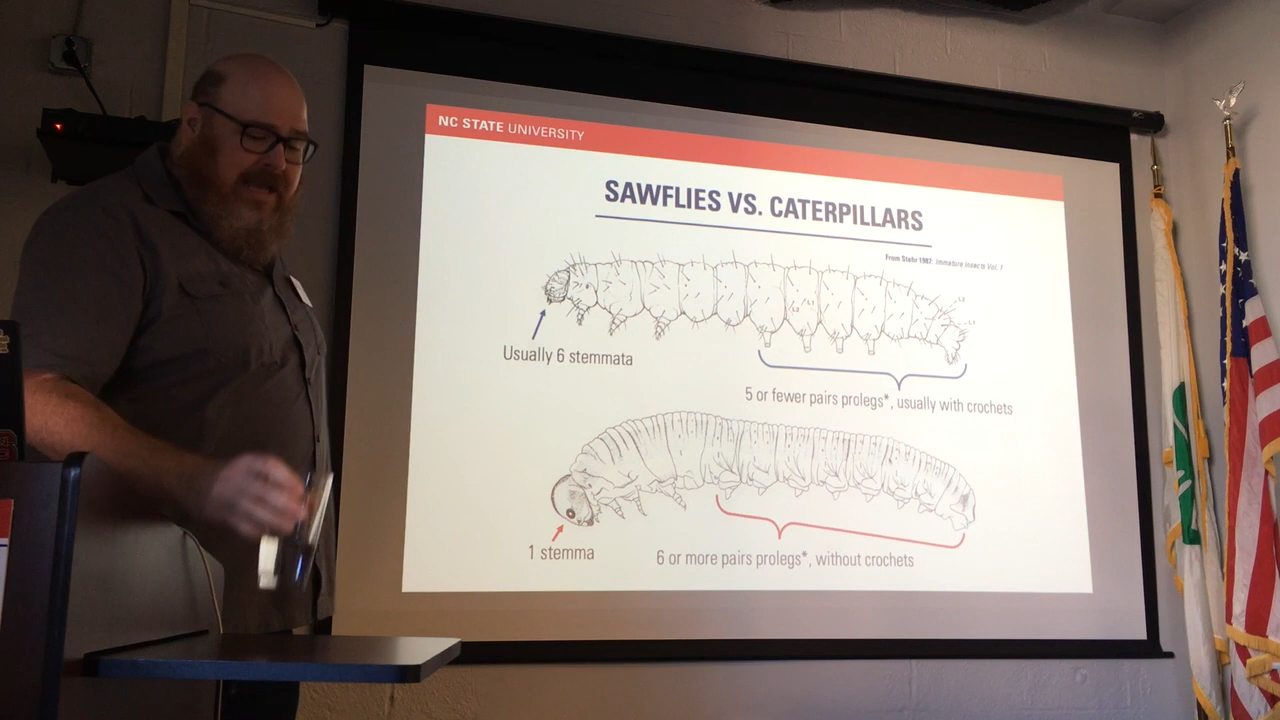 NC STATE UNIVERSITY
SAWFLIES VS. CATERPILLARS
From Stehr 1987: Immature Insects Vol. 1
Usually 6 stemmata
5 or fewer pairs prolegs*, usually with crochets
1 stemma
6 or more pairs prolegs*, without crochets